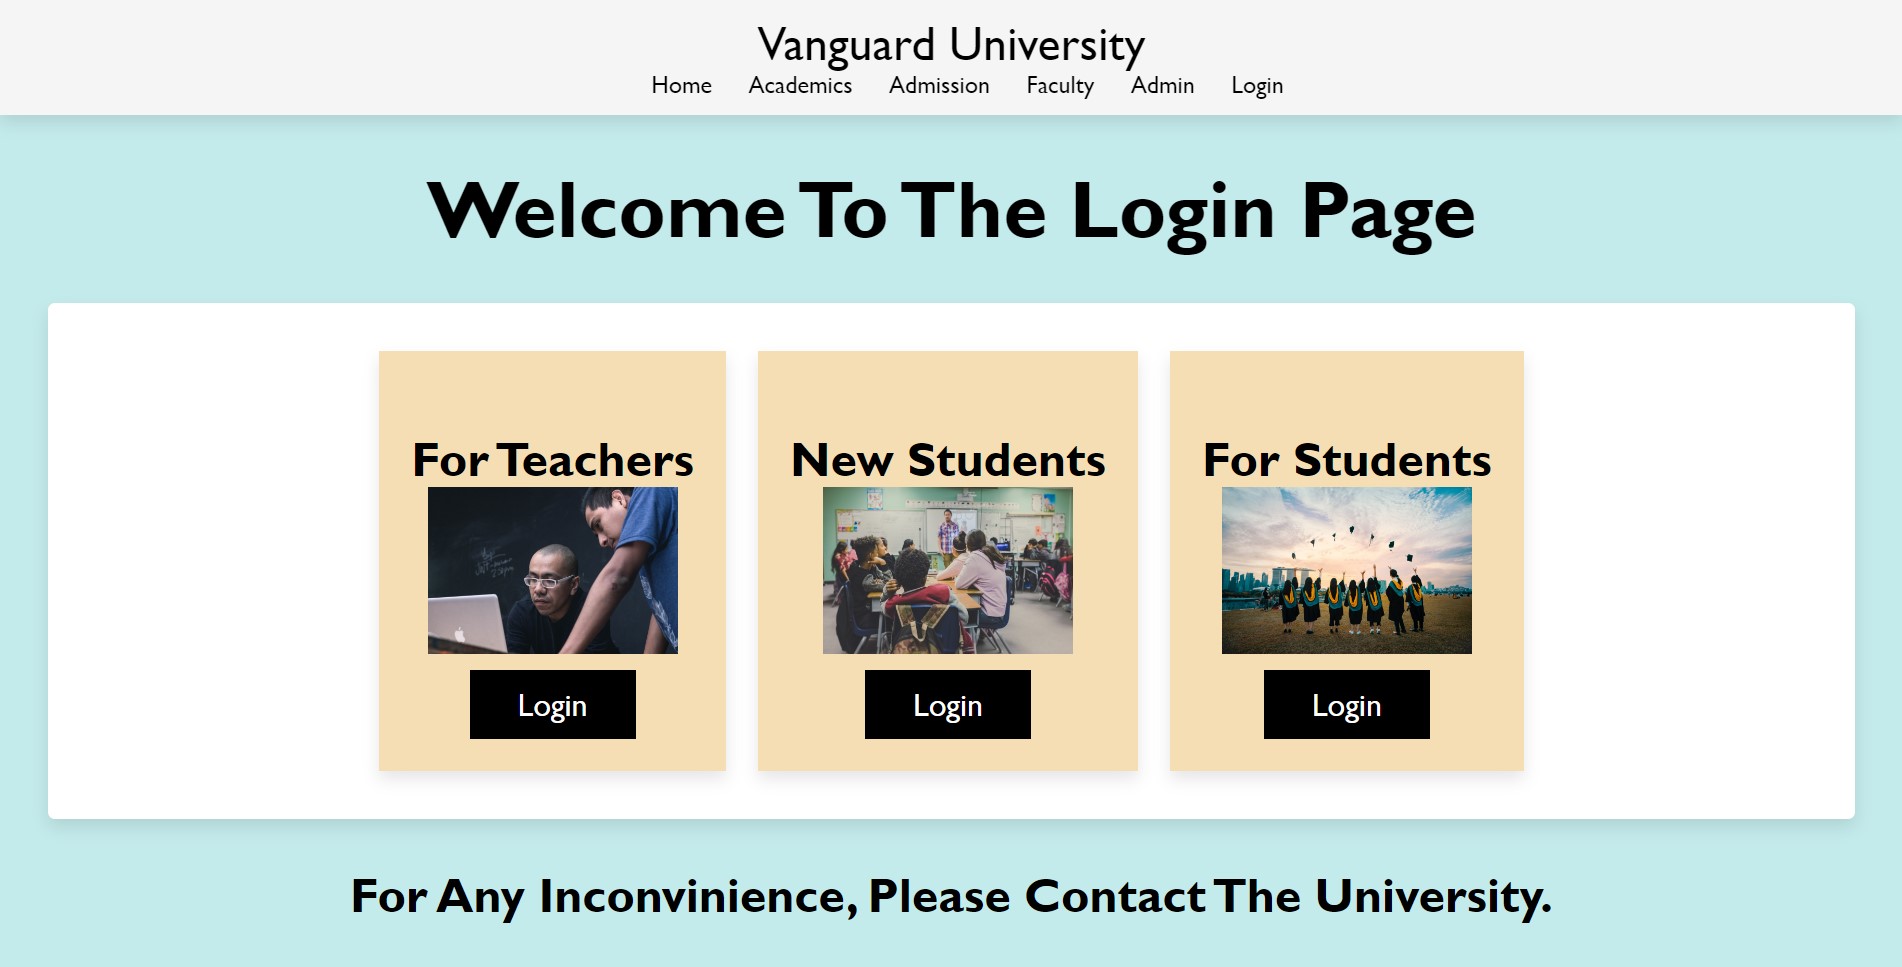 Vanguard University
Home Academics Admission Faculty Admin Login
Welcome To The Login Page
For Teachers
New Students
For Students
Login
Login
Login
For Any Inconvinience, Please Contact The University.